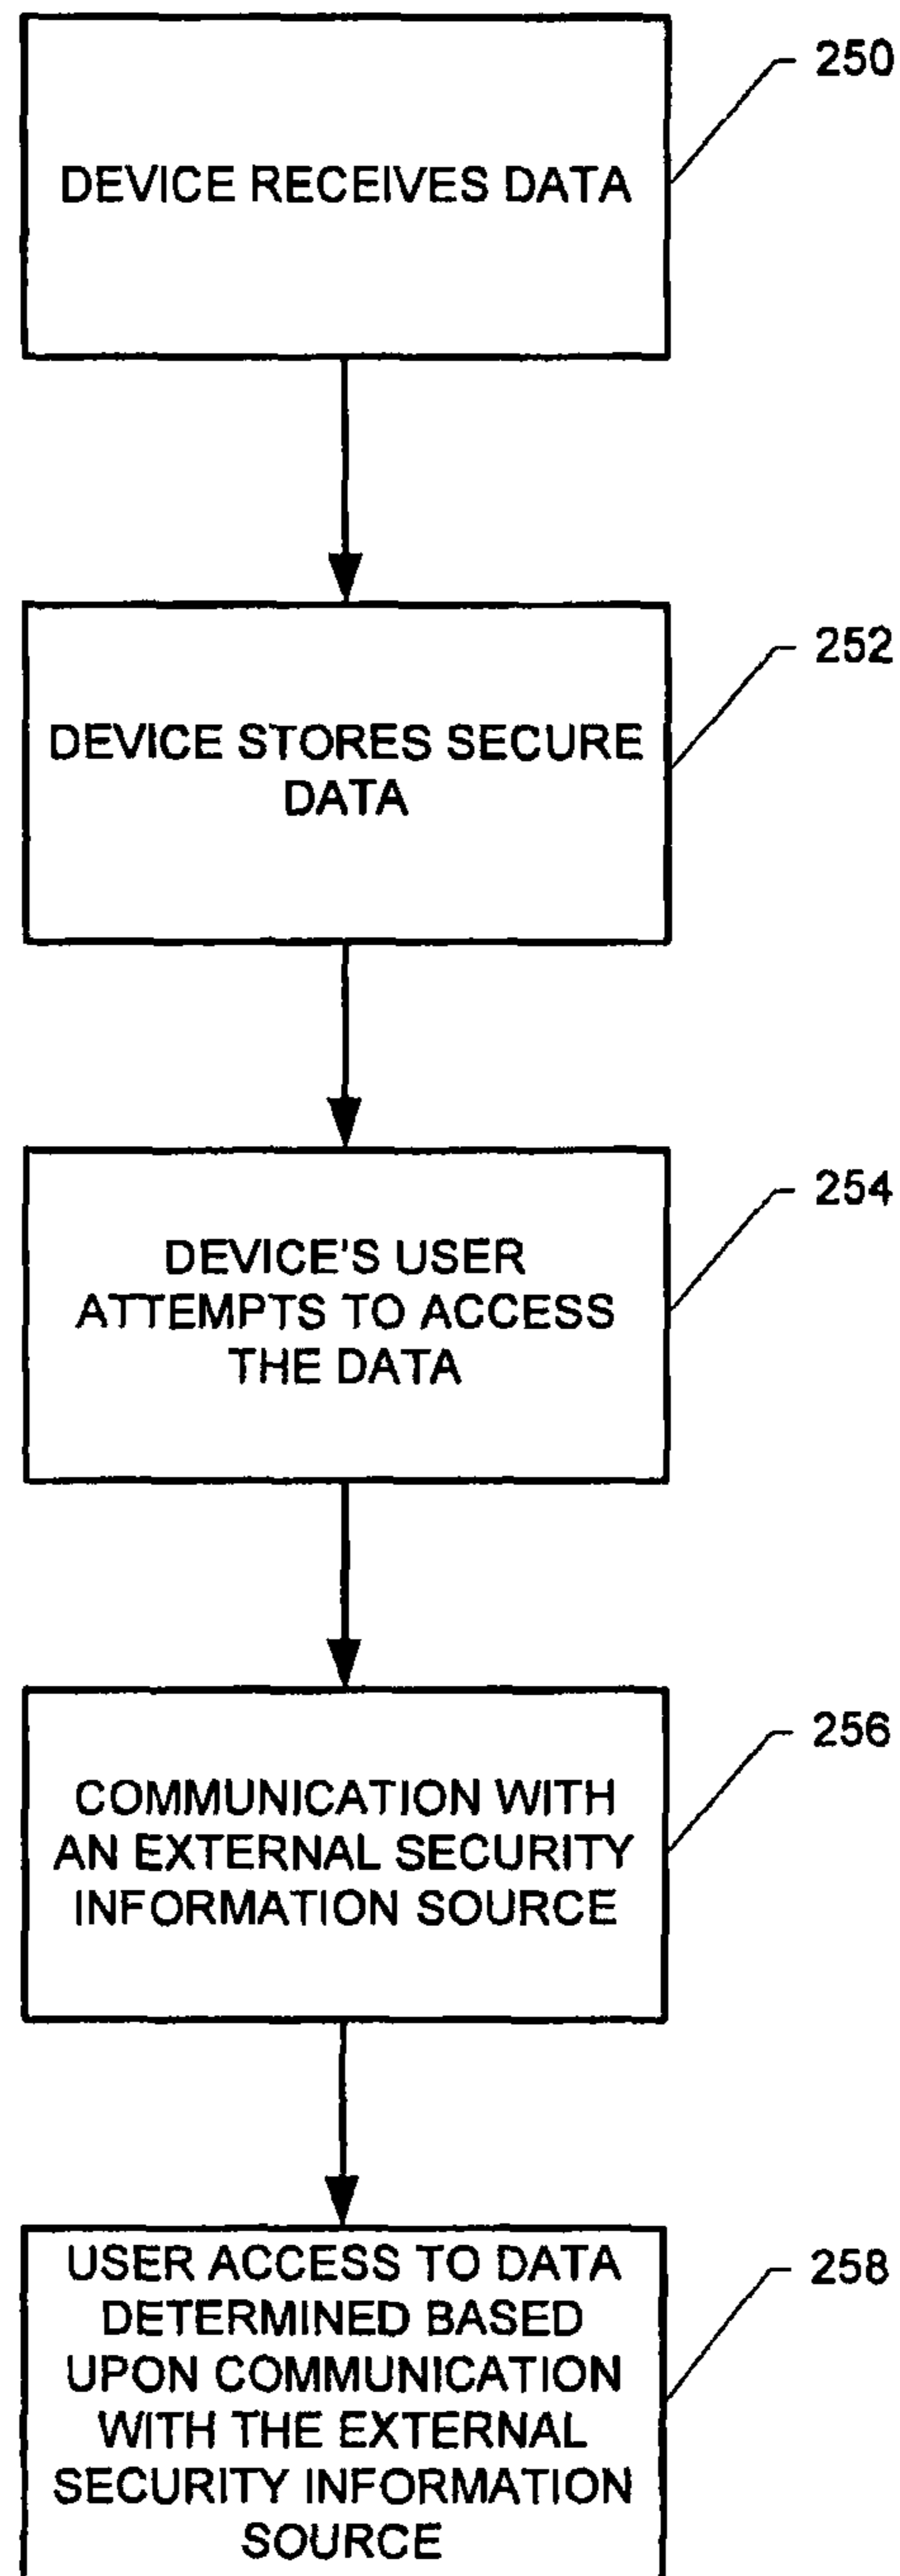 250
DEVICE RECEIVES DATA
252
DEVICE STORES SECURE
DATA
254
DEVICE'S USER
ATTEMPTS TO ACCESS
THE DATA
256
COMMUNICATION WITH
AN EXTERNAL SECURITY
INFORMATION SOURCE
258
USER ACCESS TO DATA
DETERMINED BASED
UPON COMMUNICATION
WITH THE EXTERNAL
SECURITY INFORMATION
SOURCE